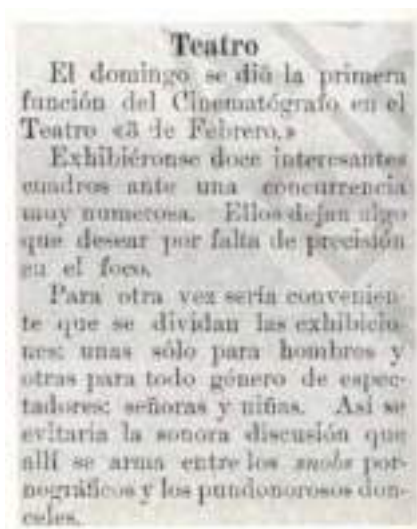 Teatro
El domingo se dió la primera
función del Cinematógrafo en el
Teatro «3 de Febrero.»
Exhibiéronse doce interesantes
cuadros ante una concurrencia
muy numerosa. Ellos dejan algo
que desear por falta de precisión
en el foco.
Para otra vez sería convenien-
te que se dividan las exhibicio-
nes: unas sólo para hombres y
otras para todo género de espec-
tadores: señoras y niñas. Así se
evitaría la sonora discusión que
allí se arma entre los snobs por-
nográficos y los pundonorosos don-
celes.